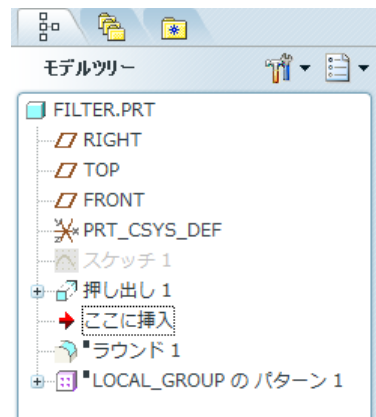 モデルツリー
FILTER.PRT
RIGHT
TOP
FRONT
PRT_CSYS_DEF
スケッチ 1
押し出し 1
ここに挿入
ラウンド 1
LOCAL_GROUP の パターン 1